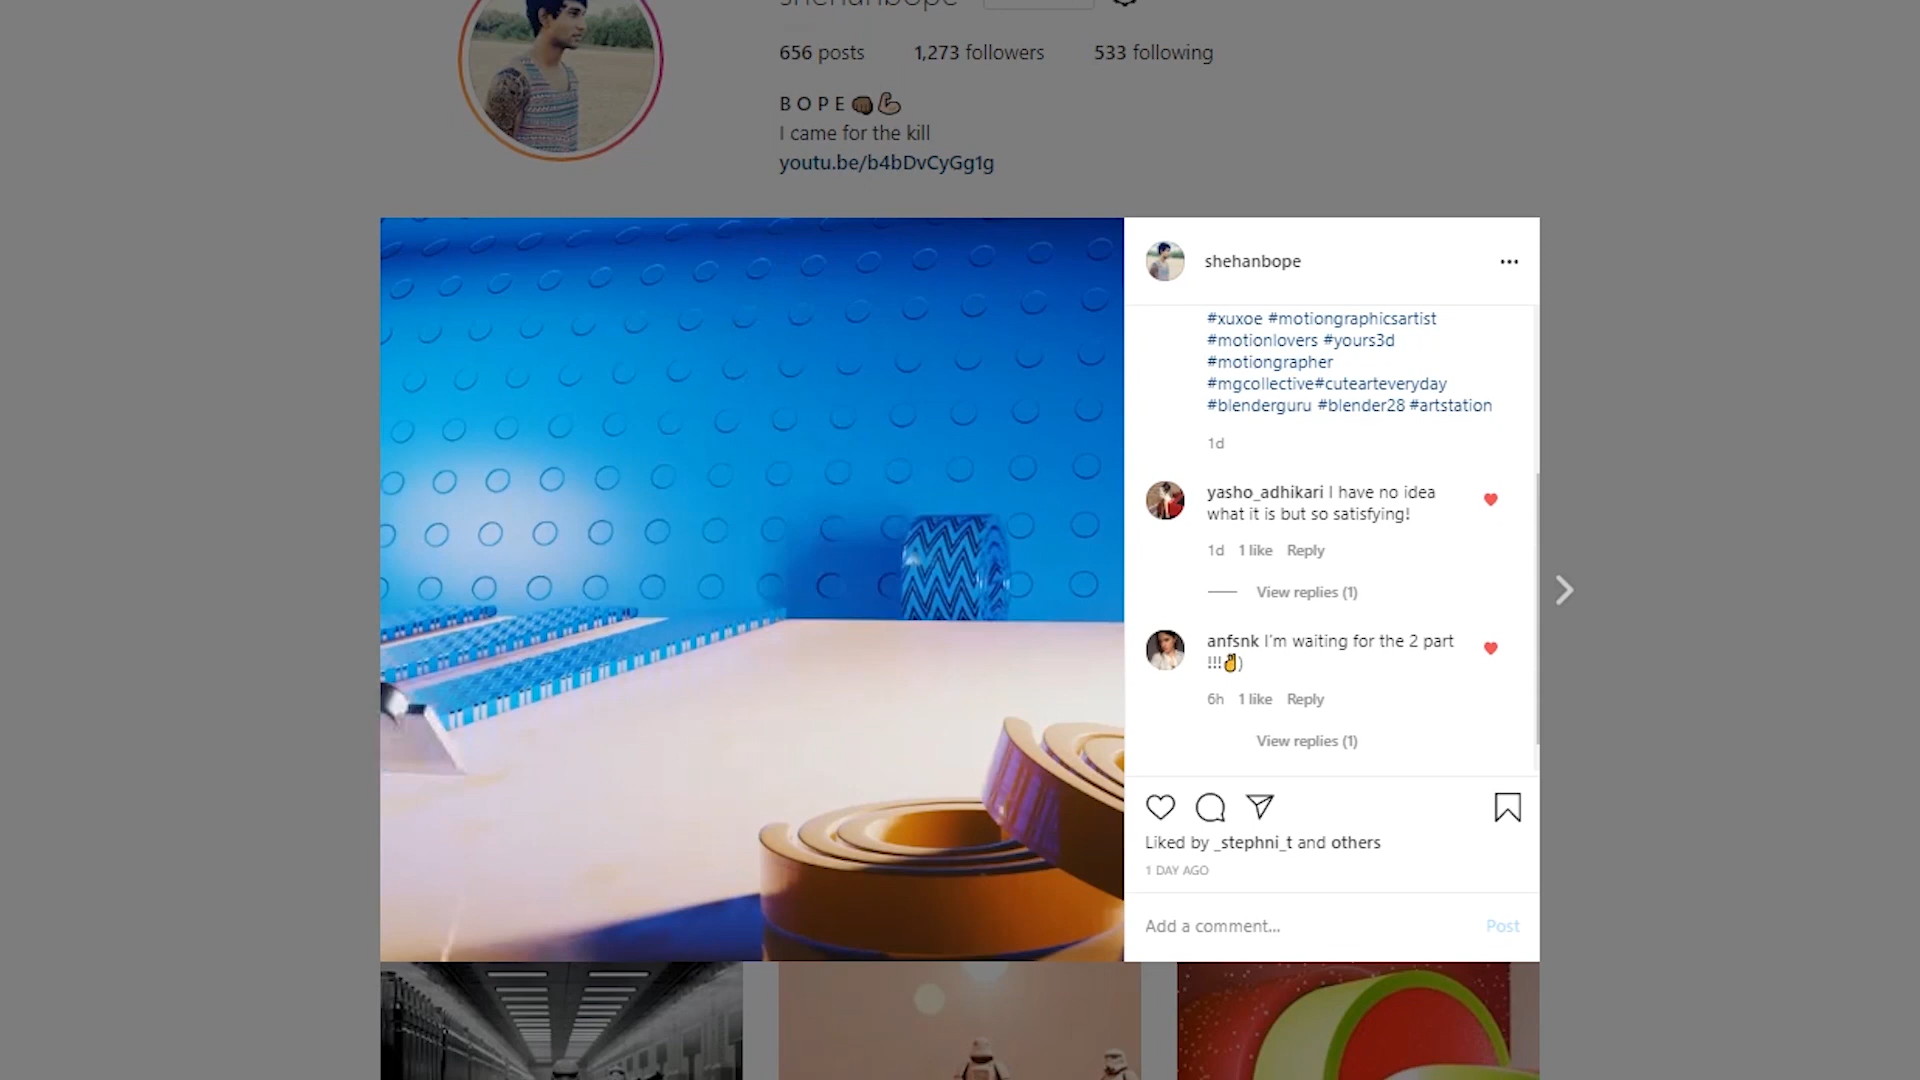 shehanbope
656 posts 1,273 followers 533 following
B O P E👊🏾💪🏽
I came for the kill
youtu.be/b4bDvCyGg1g
shehanbope
#xuxoe #motiongraphicsartist
#motionlovers #yours3d
#motiongrapher
#mgcollective#cutearteveryday
#blenderguru #blender28 #artstation
1d
yasho_adhikari I have no idea
what it is but so satisfying!
1d 1 like Reply
View replies (1)
anfsnk I'm waiting for the 2 part
!!!✌️)
6h 1 like Reply
View replies (1)
Liked by _stephni_t and others
1 DAY AGO
Add a comment... Post